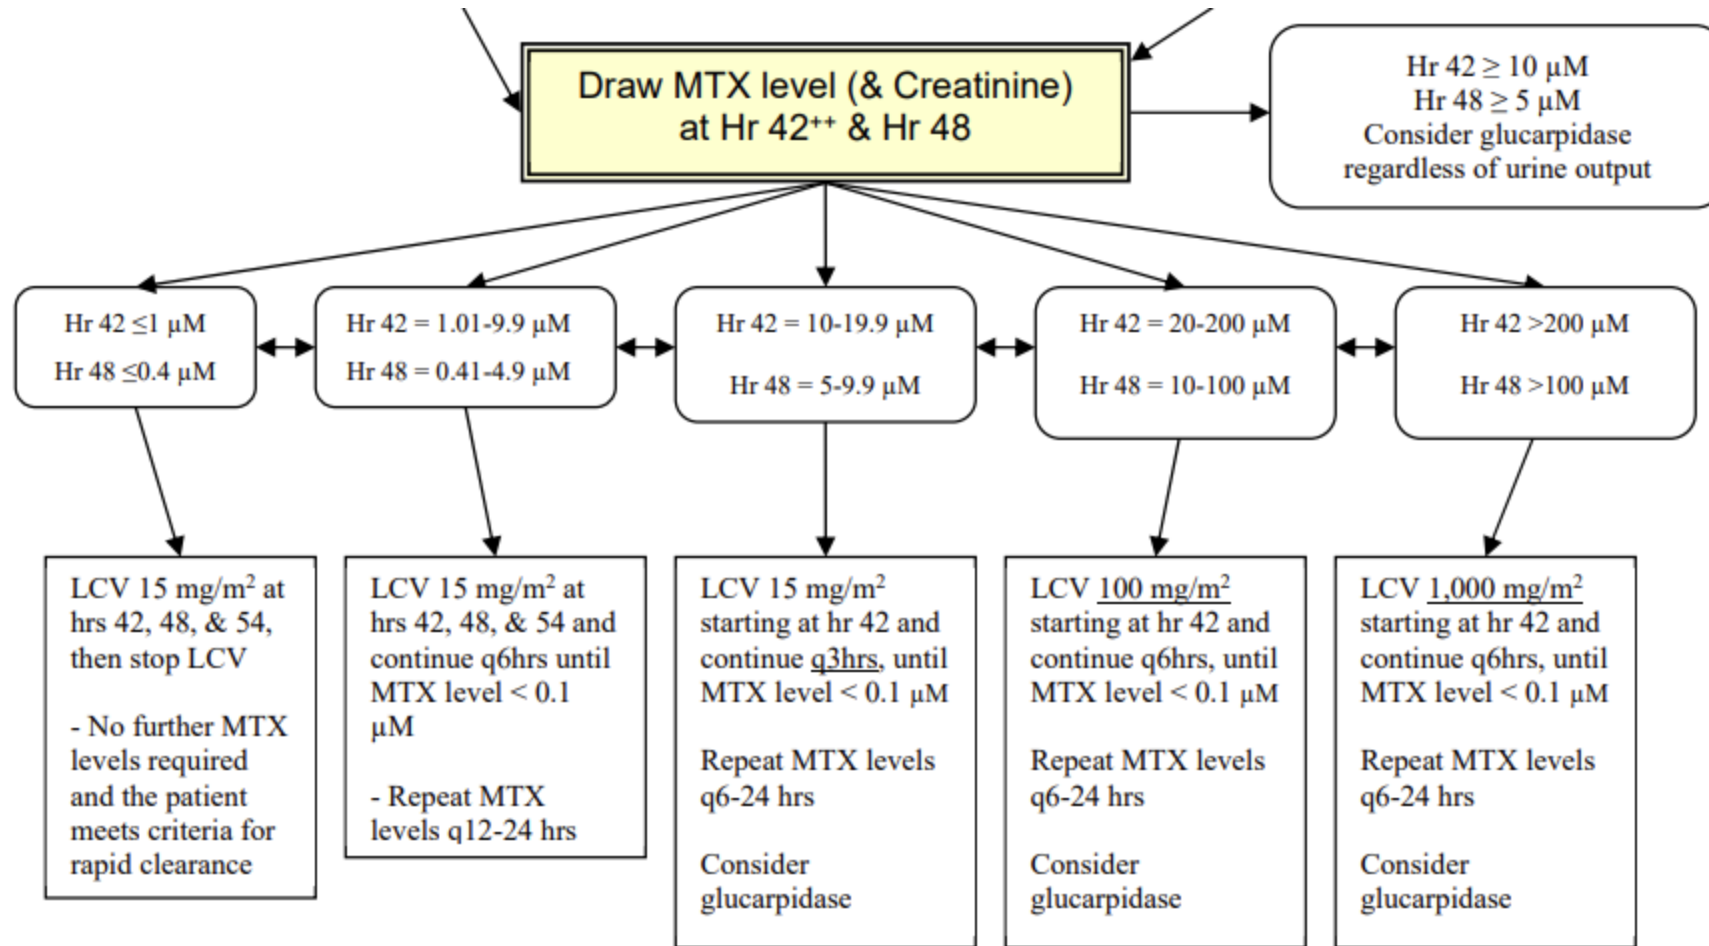 Draw MTX level (& Creatinine)
at Hr 42⁺⁺ & Hr 48
Hr 42 ≥ 10 µM
Hr 48 ≥ 5 µM
Consider glucarpidase
regardless of urine output
Hr 42 ≤1 µM
Hr 48 ≤0.4 µM
Hr 42 = 1.01-9.9 µM
Hr 48 = 0.41-4.9 µM
Hr 42 = 10-19.9 µM
Hr 48 = 5-9.9 µM
Hr 42 = 20-200 µM
Hr 48 = 10-100 µM
Hr 42 >200 µM
Hr 48 >100 µM
LCV 15 mg/m² at
hrs 42, 48, & 54,
then stop LCV
- No further MTX
levels required
and the patient
meets criteria for
rapid clearance
LCV 15 mg/m² at
hrs 42, 48, & 54 and
continue q6hrs until
MTX level < 0.1
µM
- Repeat MTX
levels q12-24 hrs
LCV 15 mg/m²
starting at hr 42 and
continue q3hrs, until
MTX level < 0.1 µM
Repeat MTX levels
q6-24 hrs
Consider
glucarpidase
LCV 100 mg/m²
starting at hr 42 and
continue q6hrs, until
MTX level < 0.1 µM
Repeat MTX levels
q6-24 hrs
Consider
glucarpidase
LCV 1,000 mg/m²
starting at hr 42 and
continue q6hrs, until
MTX level < 0.1 µM
Repeat MTX levels
q6-24 hrs
Consider
glucarpidase